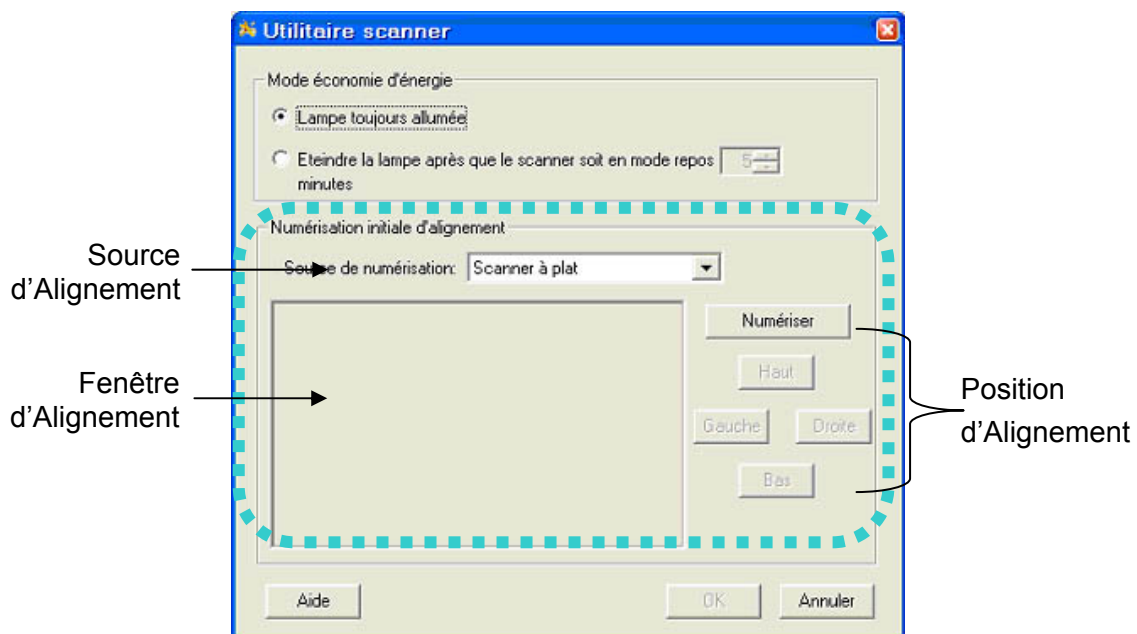 Utilitaire scanner
Mode économie d'énergie
Lampe toujours allumée
Eteindre la lampe après que le scanner soit en mode repos 5
minutes
Numérisation initiale d'alignement
Source
d'Alignement
Source de numérisation: Scanner à plat
Numériser
Haut
Gauche Droite
Bas
Fenêtre
d'Alignement
Position
d'Alignement
Aide OK Annuler